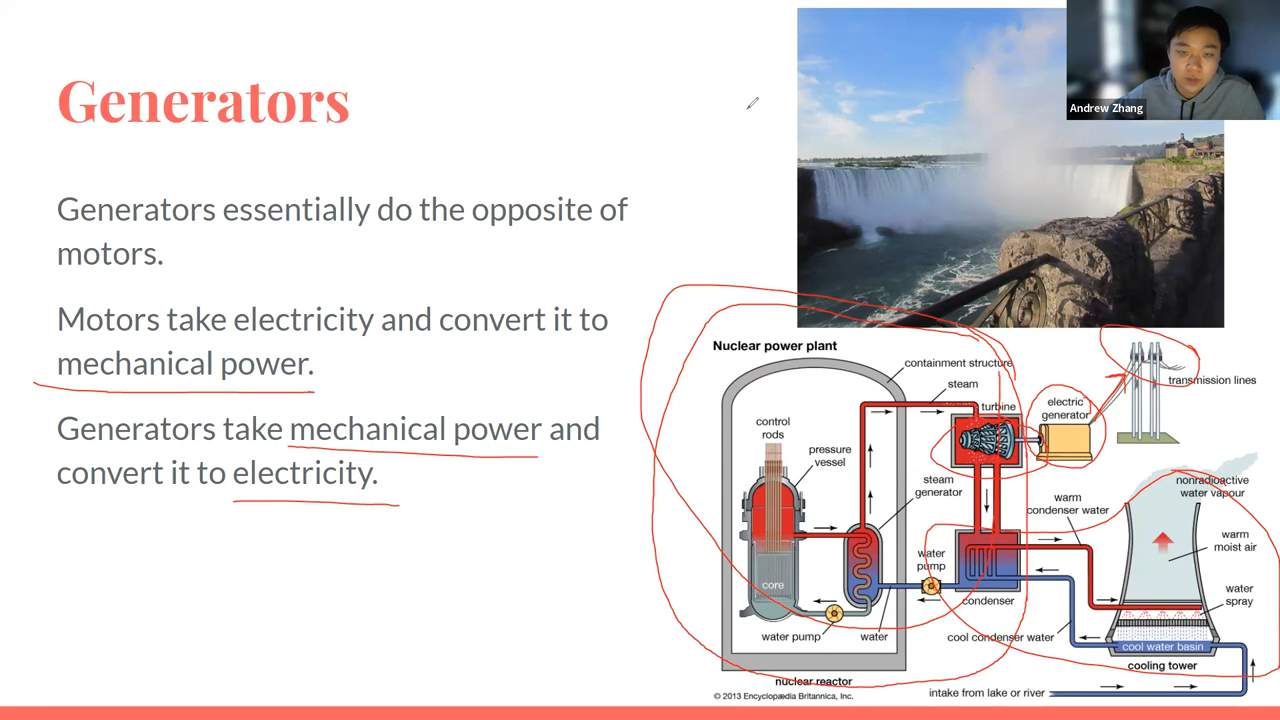 Andrew Zhang
Generators
Generators essentially do the opposite of
motors.
Motors take electricity and convert it to
mechanical power.
Generators take mechanical power and
convert it to electricity.
Nuclear power plant
containment structure
steam
turbine
electric
generator
transmission lines
control
rods
pressure
vessel
steam
generator
nonradioactive
water vapour
warm
condenser water
warm
moist air
water
pump
core
water
spray
condenser
water pump
water
cool condenser water
cool water basin
cooling tower
nuclear reactor
intake from lake or river
© 2013 Encyclopædia Britannica, Inc.